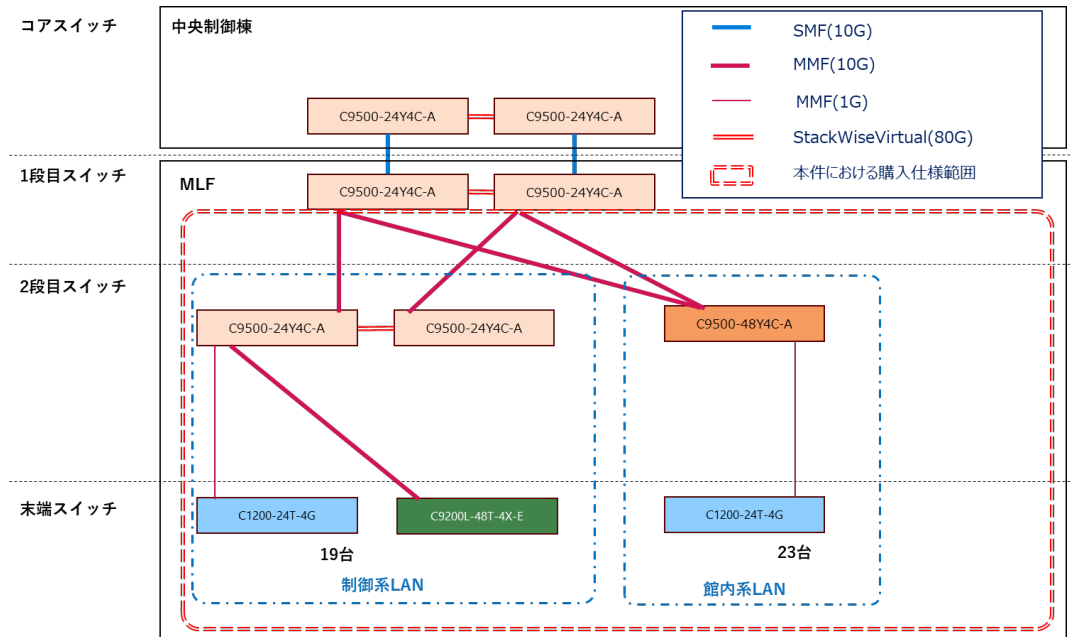 コアスイッチ
中央制御棟
SMF(10G)
MMF(10G)
MMF(1G)
StackWiseVirtual(80G)
本件における購入仕様範囲
C9500-24Y4C-A
C9500-24Y4C-A
1段目スイッチ
MLF
C9500-24Y4C-A
C9500-24Y4C-A
2段目スイッチ
C9500-24Y4C-A
C9500-24Y4C-A
C9500-48Y4C-A
末端スイッチ
C1200-24T-4G
C9200L-48T-4X-E
C1200-24T-4G
19台
23台
制御系LAN
館内系LAN